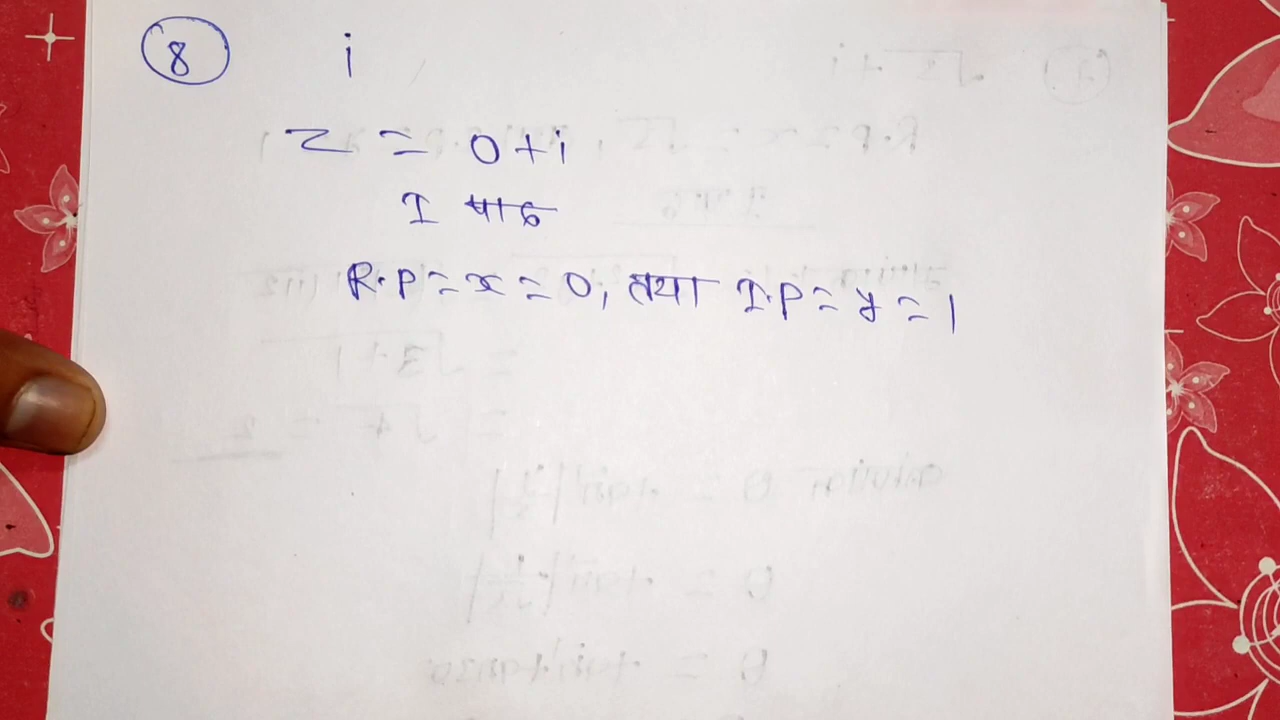 8 i
z = 0 + i
I पाद
R.P = x = 0, तथा I.P = y = 1